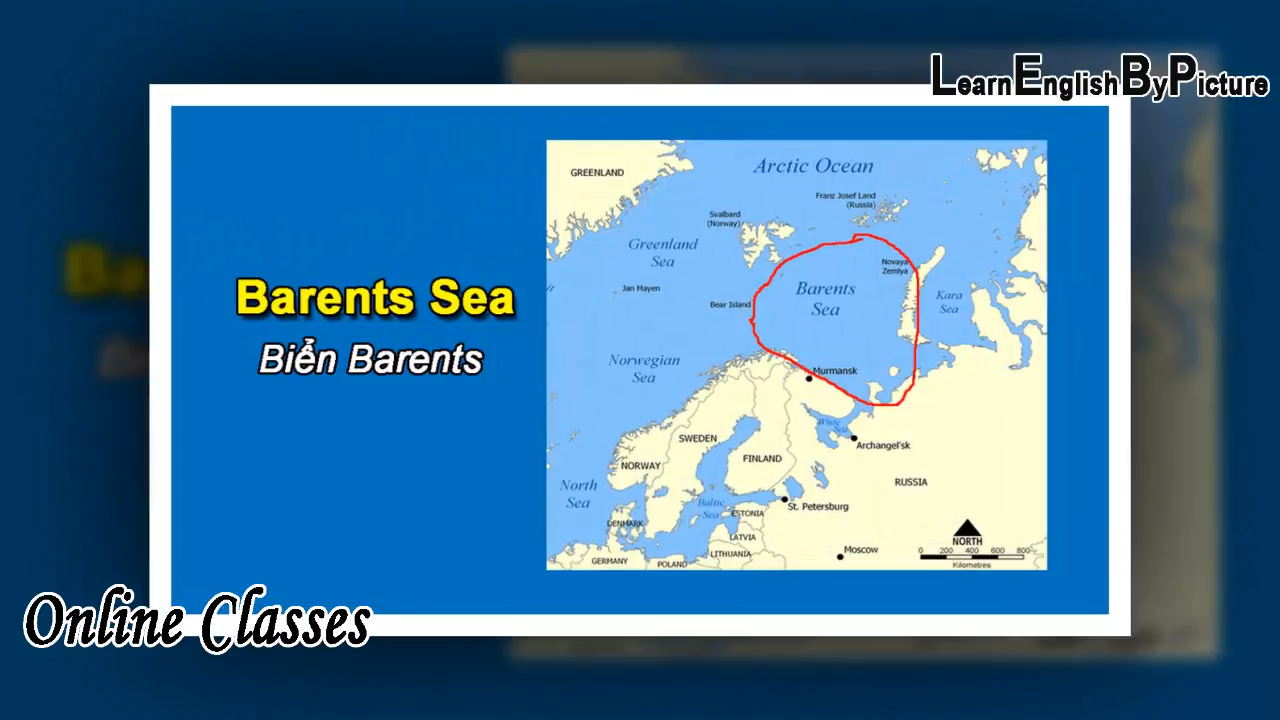 LearnEnglishByPicture
Barents Sea
Biển Barents
Arctic Ocean
GREENLAND
Franz Josef Land
(Russia)
Svalbard
(Norway)
Greenland
Sea
Novaya
Zemlya
Jan Mayen
Bear Island
Barents
Sea
Kara
Sea
Norwegian
Sea
Murmansk
White
Sea
Archangel'sk
SWEDEN
FINLAND
NORWAY
RUSSIA
North
Sea
Baltic
Sea
St. Petersburg
ESTONIA
DENMARK
LATVIA
LITHUANIA
Moscow
GERMANY
POLAND
NORTH
0 200 400 600 800
Kilometres
Online Classes